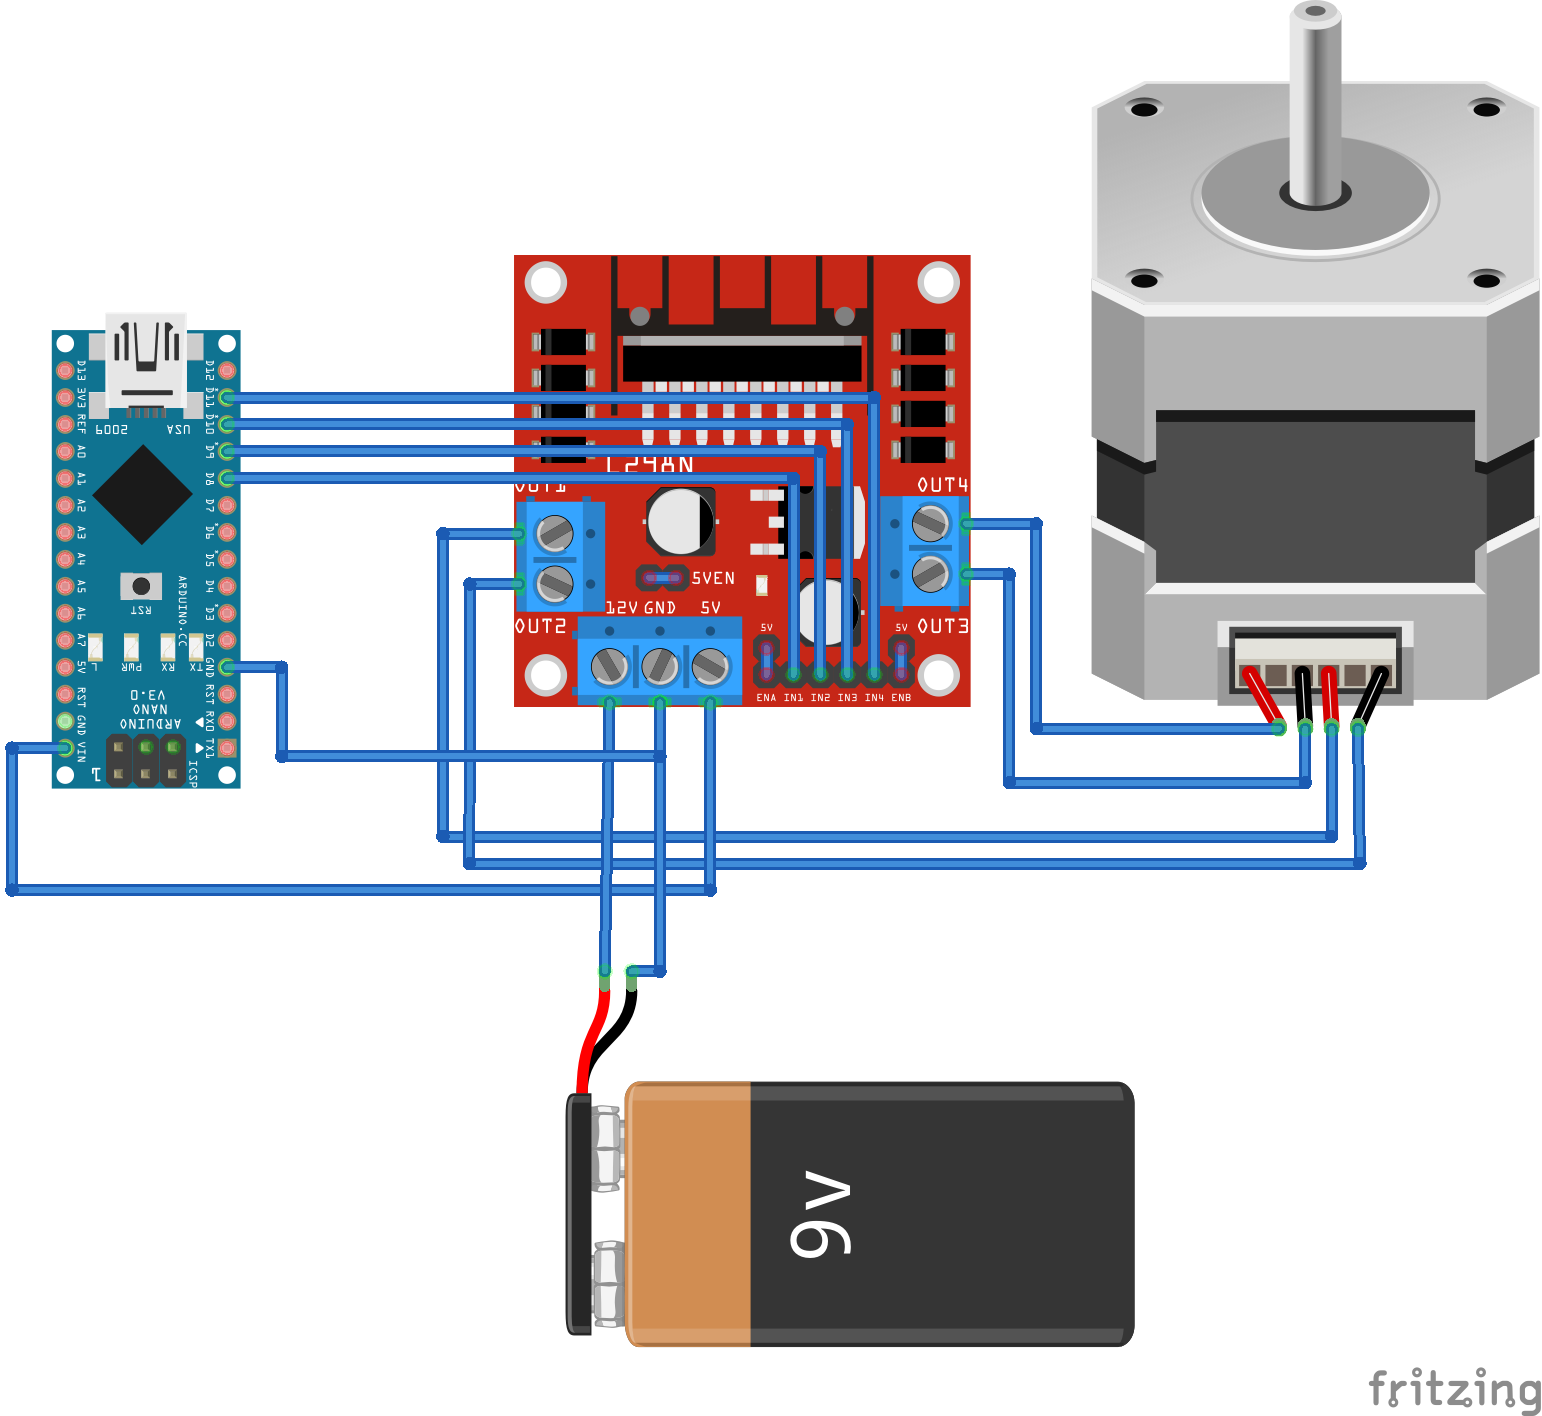 D13
3V3
REF
A0
A1
A2
A3
A4
A5
A6
A7
5V
RST
GND
VIN
D12
D11
D10
D9
D8
D7
D6
D5
D4
D3
D2
GND
RST
RX0
TX1
USA
2009
RST
ARDUINO.CC
TX
RX
PWR
L
ARDUINO
NANO
V3.0
ICSP
1
L298N
OUT1
OUT4
5VEN
12V GND 5V
OUT2
OUT3
5V
5V
ENA IN1 IN2 IN3 IN4 ENB
9v
fritzing